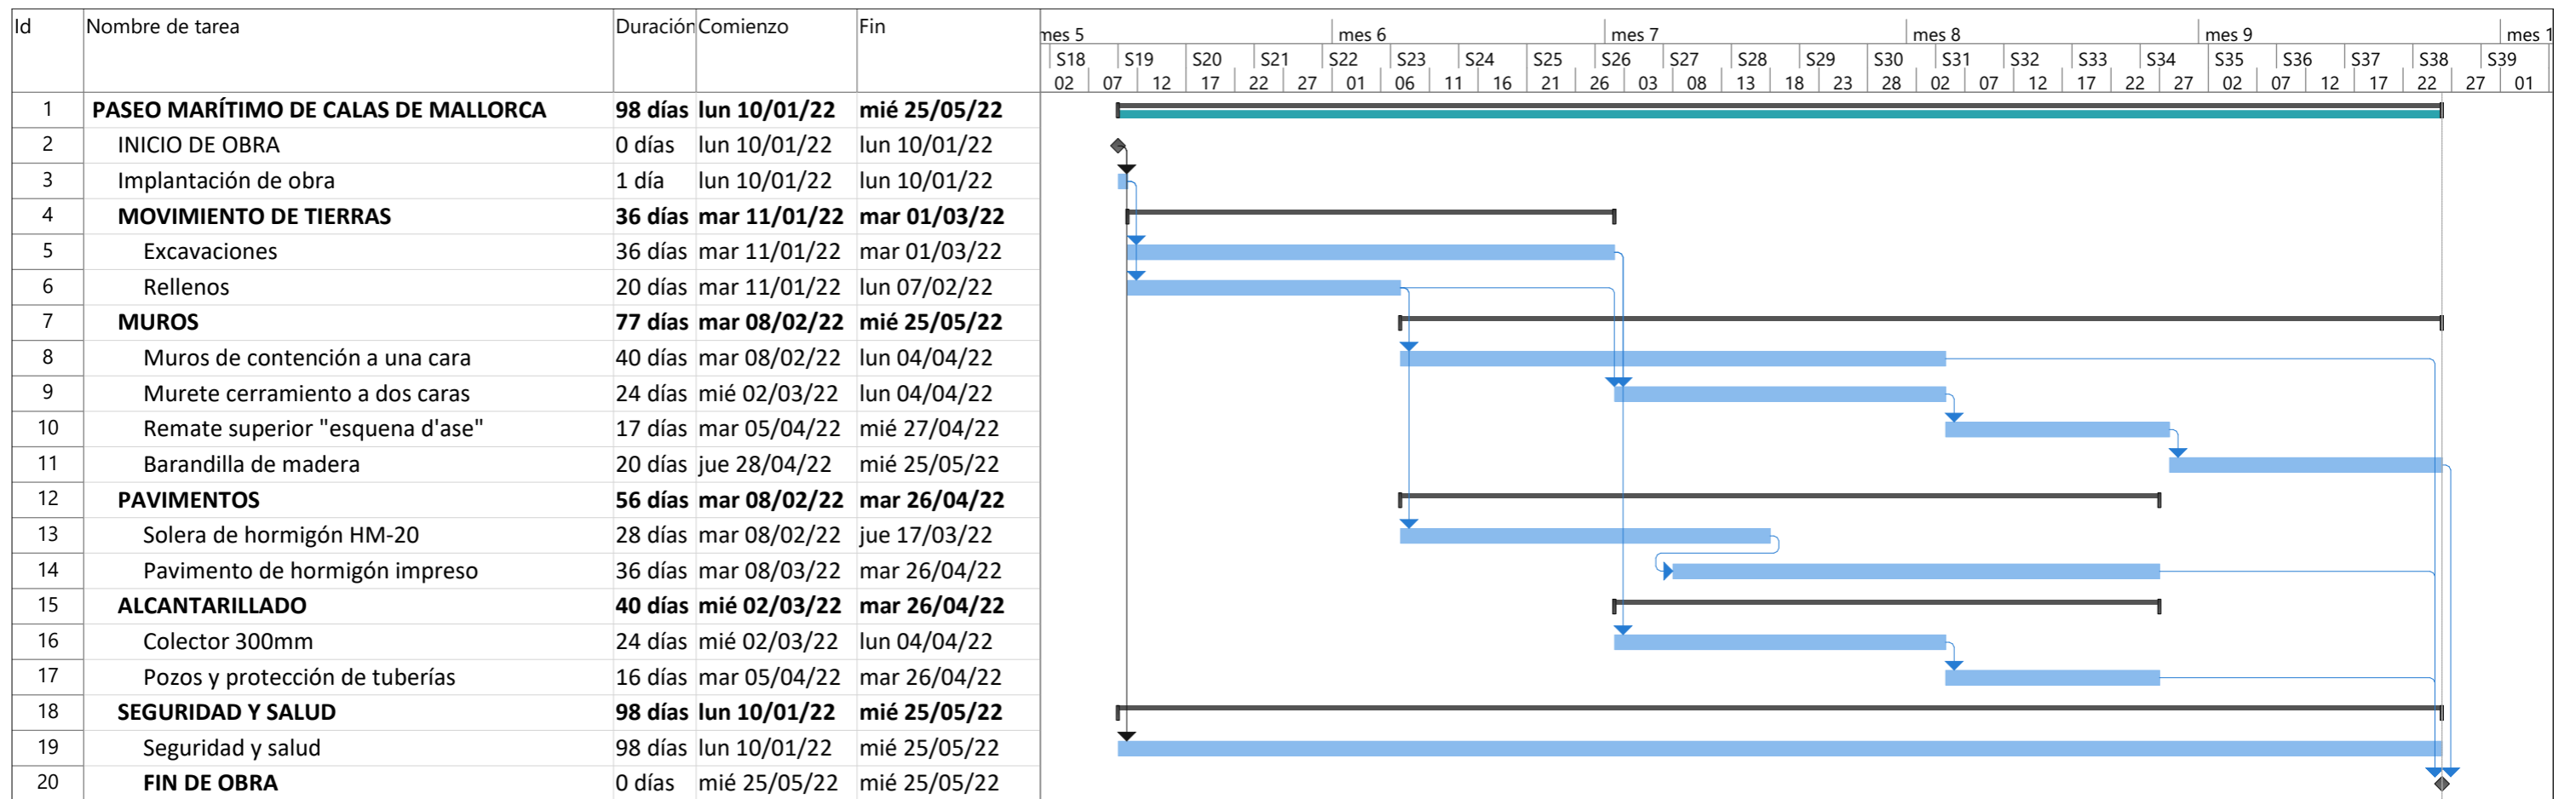 Id Nombre de tarea Duración Comienzo Fin
mes 5 mes 6 mes 7 mes 8 mes 9 mes 1
S18 S19 S20 S21 S22 S23 S24 S25 S26 S27 S28 S29 S30 S31 S32 S33 S34 S35 S36 S37 S38 S39
02 07 12 17 22 27 01 06 11 16 21 26 03 08 13 18 23 28 02 07 12 17 22 27 02 07 12 17 22 27 01
1 PASEO MARÍTIMO DE CALAS DE MALLORCA 98 días lun 10/01/22 mié 25/05/22
2 INICIO DE OBRA 0 días lun 10/01/22 lun 10/01/22
3 Implantación de obra 1 día lun 10/01/22 lun 10/01/22
4 MOVIMIENTO DE TIERRAS 36 días mar 11/01/22 mar 01/03/22
5 Excavaciones 36 días mar 11/01/22 mar 01/03/22
6 Rellenos 20 días mar 11/01/22 lun 07/02/22
7 MUROS 77 días mar 08/02/22 mié 25/05/22
8 Muros de contención a una cara 40 días mar 08/02/22 lun 04/04/22
9 Murete cerramiento a dos caras 24 días mié 02/03/22 lun 04/04/22
10 Remate superior "esquena d'ase" 17 días mar 05/04/22 mié 27/04/22
11 Barandilla de madera 20 días jue 28/04/22 mié 25/05/22
12 PAVIMENTOS 56 días mar 08/02/22 mar 26/04/22
13 Solera de hormigón HM-20 28 días mar 08/02/22 jue 17/03/22
14 Pavimento de hormigón impreso 36 días mar 08/03/22 mar 26/04/22
15 ALCANTARILLADO 40 días mié 02/03/22 mar 26/04/22
16 Colector 300mm 24 días mié 02/03/22 lun 04/04/22
17 Pozos y protección de tuberías 16 días mar 05/04/22 mar 26/04/22
18 SEGURIDAD Y SALUD 98 días lun 10/01/22 mié 25/05/22
19 Seguridad y salud 98 días lun 10/01/22 mié 25/05/22
20 FIN DE OBRA 0 días mié 25/05/22 mié 25/05/22